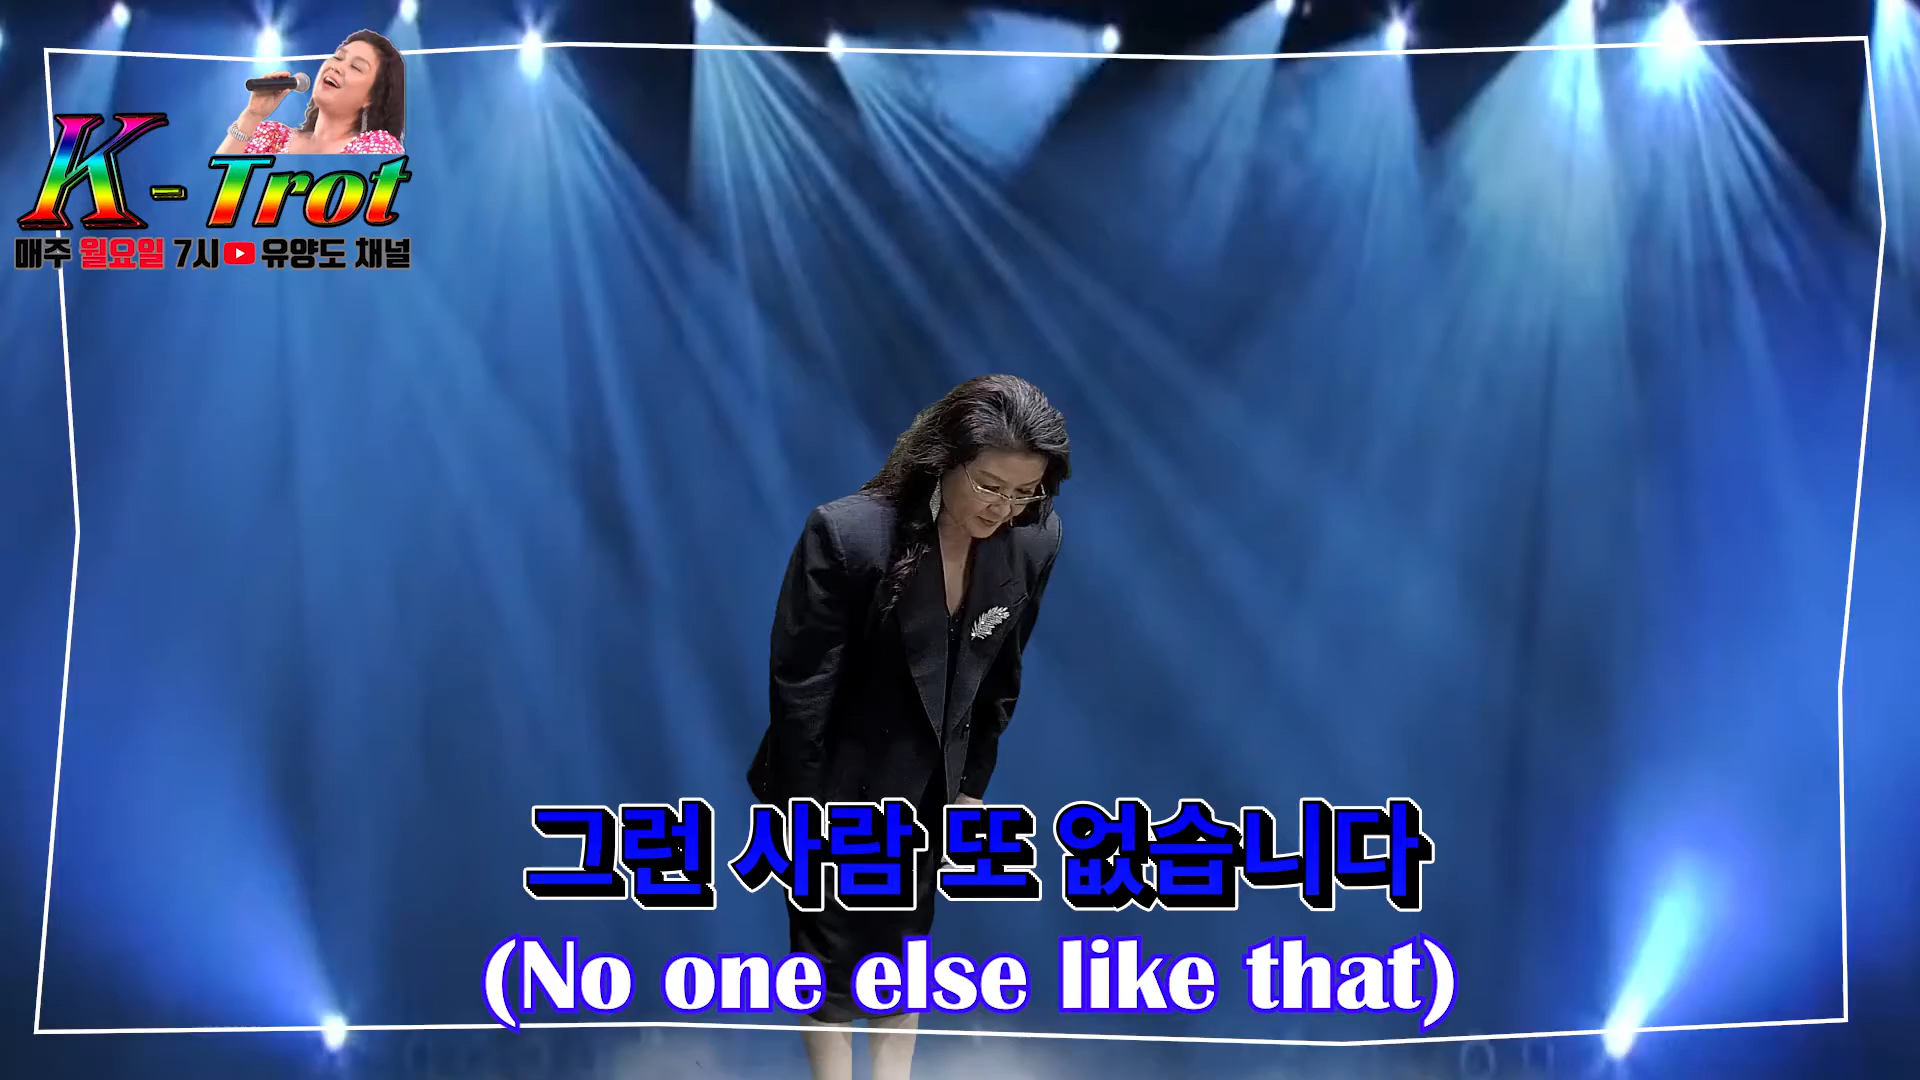 K-Trot
매주 월요일 7시 유양도 채널
그런 사람 또 없습니다
(No one else like that)